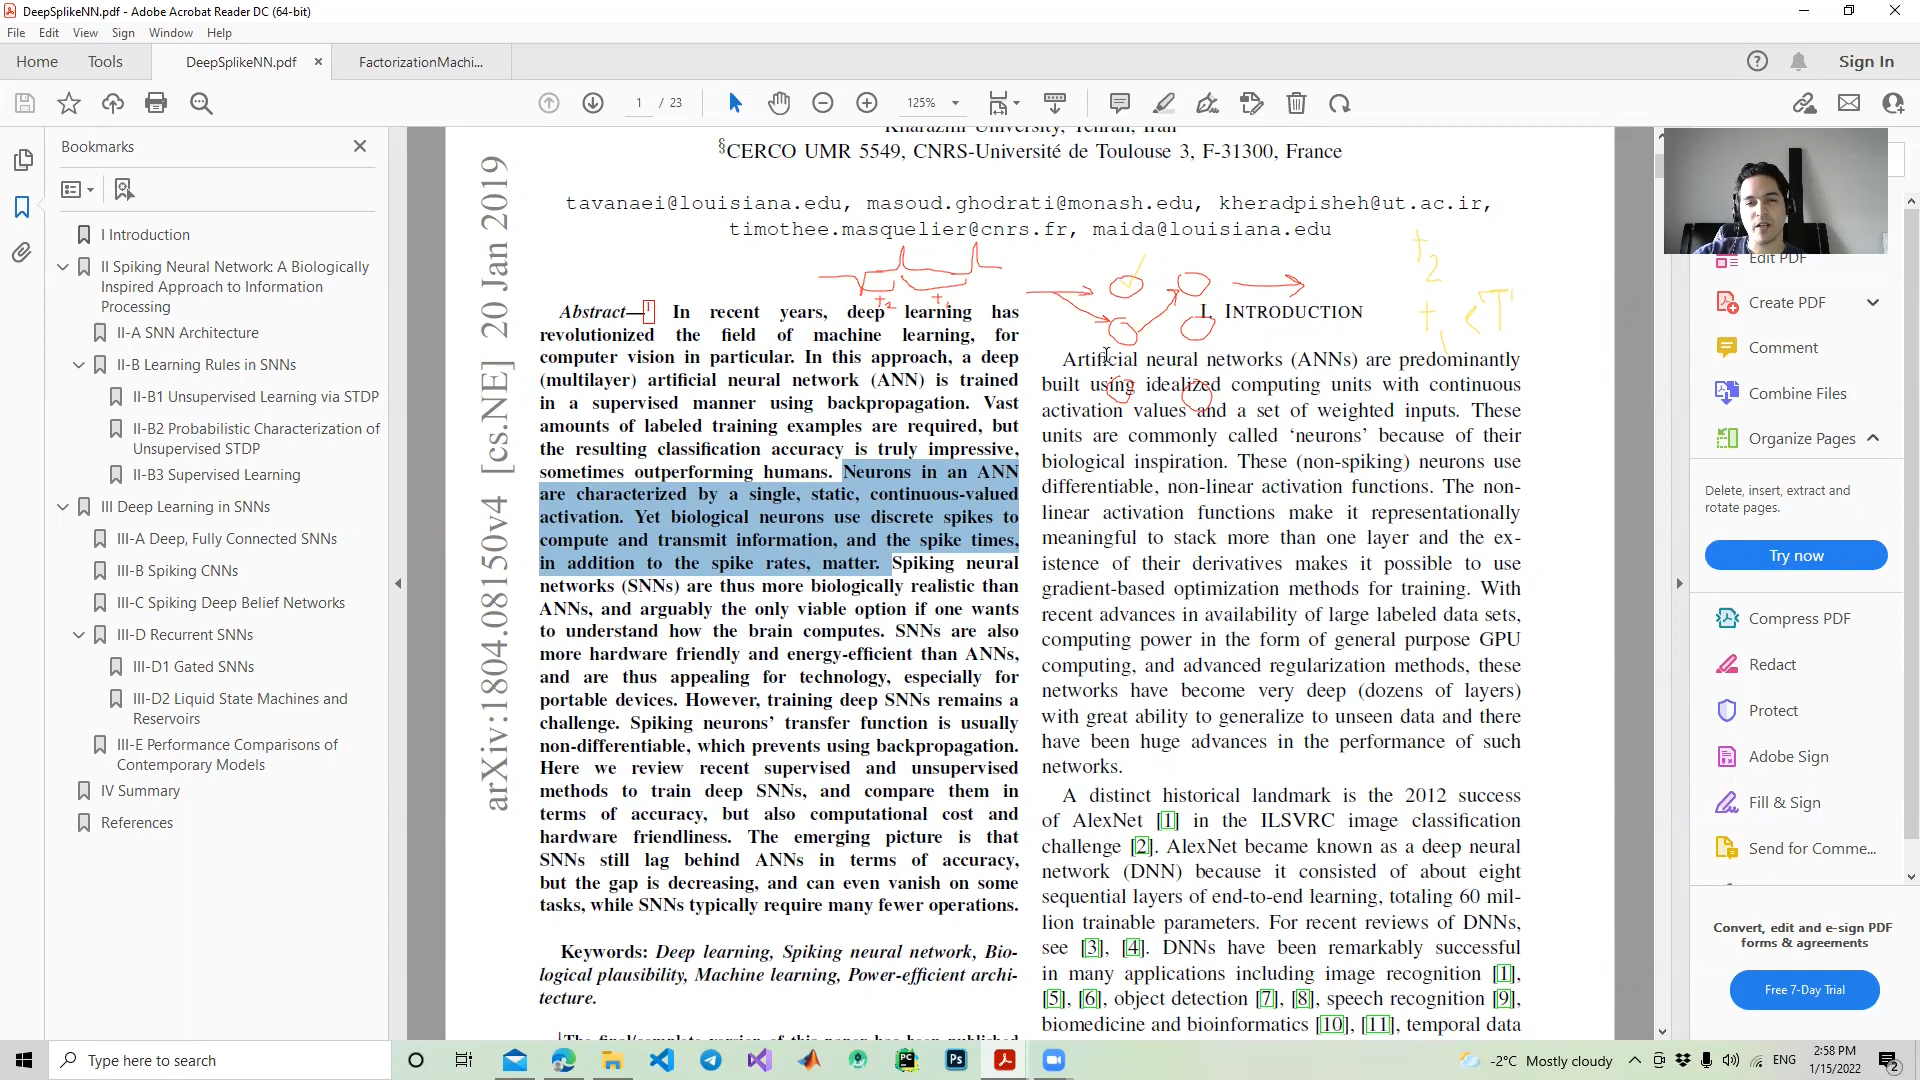 DeepSplikeNN.pdf - Adobe Acrobat Reader DC (64-bit)
File Edit View Sign Window Help
Home Tools DeepSplikeNN.pdf × FactorizationMachi... Sign In
1 / 23 125%
Bookmarks
I Introduction
II Spiking Neural Network: A Biologically
Inspired Approach to Information
Processing
II-A SNN Architecture
II-B Learning Rules in SNNs
II-B1 Unsupervised Learning via STDP
II-B2 Probabilistic Characterization of
Unsupervised STDP
II-B3 Supervised Learning
III Deep Learning in SNNs
III-A Deep, Fully Connected SNNs
III-B Spiking CNNs
III-C Spiking Deep Belief Networks
III-D Recurrent SNNs
III-D1 Gated SNNs
III-D2 Liquid State Machines and
Reservoirs
III-E Performance Comparisons of
Contemporary Models
IV Summary
References
arXiv:1804.08150v4 [cs.NE] 20 Jan 2019
Kharazmi University, Tehran, Iran
§CERCO UMR 5549, CNRS-Université de Toulouse 3, F-31300, France
tavanaei@louisiana.edu, masoud.ghodrati@monash.edu, kheradpisheh@ut.ac.ir,
timothee.masquelier@cnrs.fr, maida@louisiana.edu
t2 t1
t2
t1 < T
Abstract—1 In recent years, deep learning has
revolutionized the field of machine learning, for
computer vision in particular. In this approach, a deep
(multilayer) artificial neural network (ANN) is trained
in a supervised manner using backpropagation. Vast
amounts of labeled training examples are required, but
the resulting classification accuracy is truly impressive,
sometimes outperforming humans. Neurons in an ANN
are characterized by a single, static, continuous-valued
activation. Yet biological neurons use discrete spikes to
compute and transmit information, and the spike times,
in addition to the spike rates, matter. Spiking neural
networks (SNNs) are thus more biologically realistic than
ANNs, and arguably the only viable option if one wants
to understand how the brain computes. SNNs are also
more hardware friendly and energy-efficient than ANNs,
and are thus appealing for technology, especially for
portable devices. However, training deep SNNs remains a
challenge. Spiking neurons' transfer function is usually
non-differentiable, which prevents using backpropagation.
Here we review recent supervised and unsupervised
methods to train deep SNNs, and compare them in
terms of accuracy, but also computational cost and
hardware friendliness. The emerging picture is that
SNNs still lag behind ANNs in terms of accuracy,
but the gap is decreasing, and can even vanish on some
tasks, while SNNs typically require many fewer operations.
Keywords: Deep learning, Spiking neural network, Bio-
logical plausibility, Machine learning, Power-efficient archi-
tecture.
1The final/complete version of this paper has been published
I. INTRODUCTION
Artificial neural networks (ANNs) are predominantly
built using idealized computing units with continuous
activation values and a set of weighted inputs. These
units are commonly called ‘neurons’ because of their
biological inspiration. These (non-spiking) neurons use
differentiable, non-linear activation functions. The non-
linear activation functions make it representationally
meaningful to stack more than one layer and the ex-
istence of their derivatives makes it possible to use
gradient-based optimization methods for training. With
recent advances in availability of large labeled data sets,
computing power in the form of general purpose GPU
computing, and advanced regularization methods, these
networks have become very deep (dozens of layers)
with great ability to generalize to unseen data and there
have been huge advances in the performance of such
networks.
A distinct historical landmark is the 2012 success
of AlexNet [1] in the ILSVRC image classification
challenge [2]. AlexNet became known as a deep neural
network (DNN) because it consisted of about eight
sequential layers of end-to-end learning, totaling 60 mil-
lion trainable parameters. For recent reviews of DNNs,
see [3], [4]. DNNs have been remarkably successful
in many applications including image recognition [1],
[5], [6], object detection [7], [8], speech recognition [9],
biomedicine and bioinformatics [10], [11], temporal data
Edit PDF
Create PDF
Comment
Combine Files
Organize Pages
Delete, insert, extract and
rotate pages.
Try now
Compress PDF
Redact
Protect
Adobe Sign
Fill & Sign
Send for Comme...
Convert, edit and e-sign PDF
forms & agreements
Free 7-Day Trial
Type here to search
-2°C Mostly cloudy
ENG
2:58 PM
1/15/2022
2